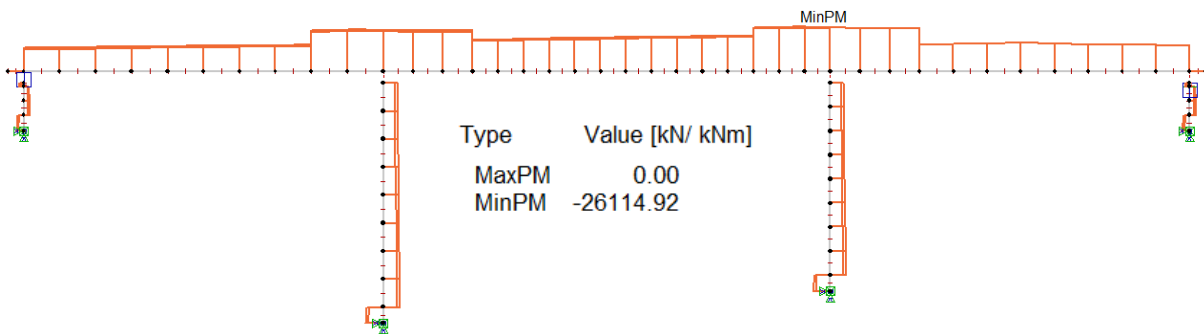 MinPM
Type Value [kN/ kNm]
MaxPM 0.00
MinPM -26114.92